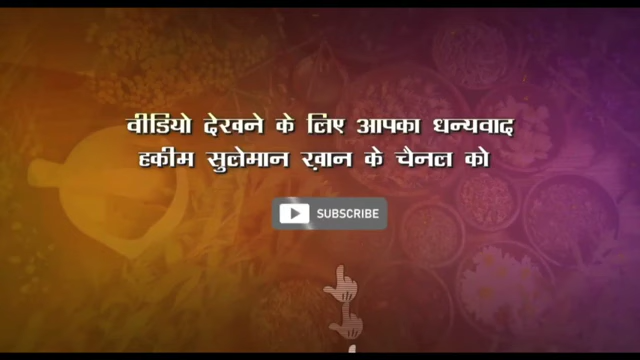 वीडियो देखने के लिए आपका धन्यवाद
हकीम सुलेमान ख़ान के चैनल को
SUBSCRIBE